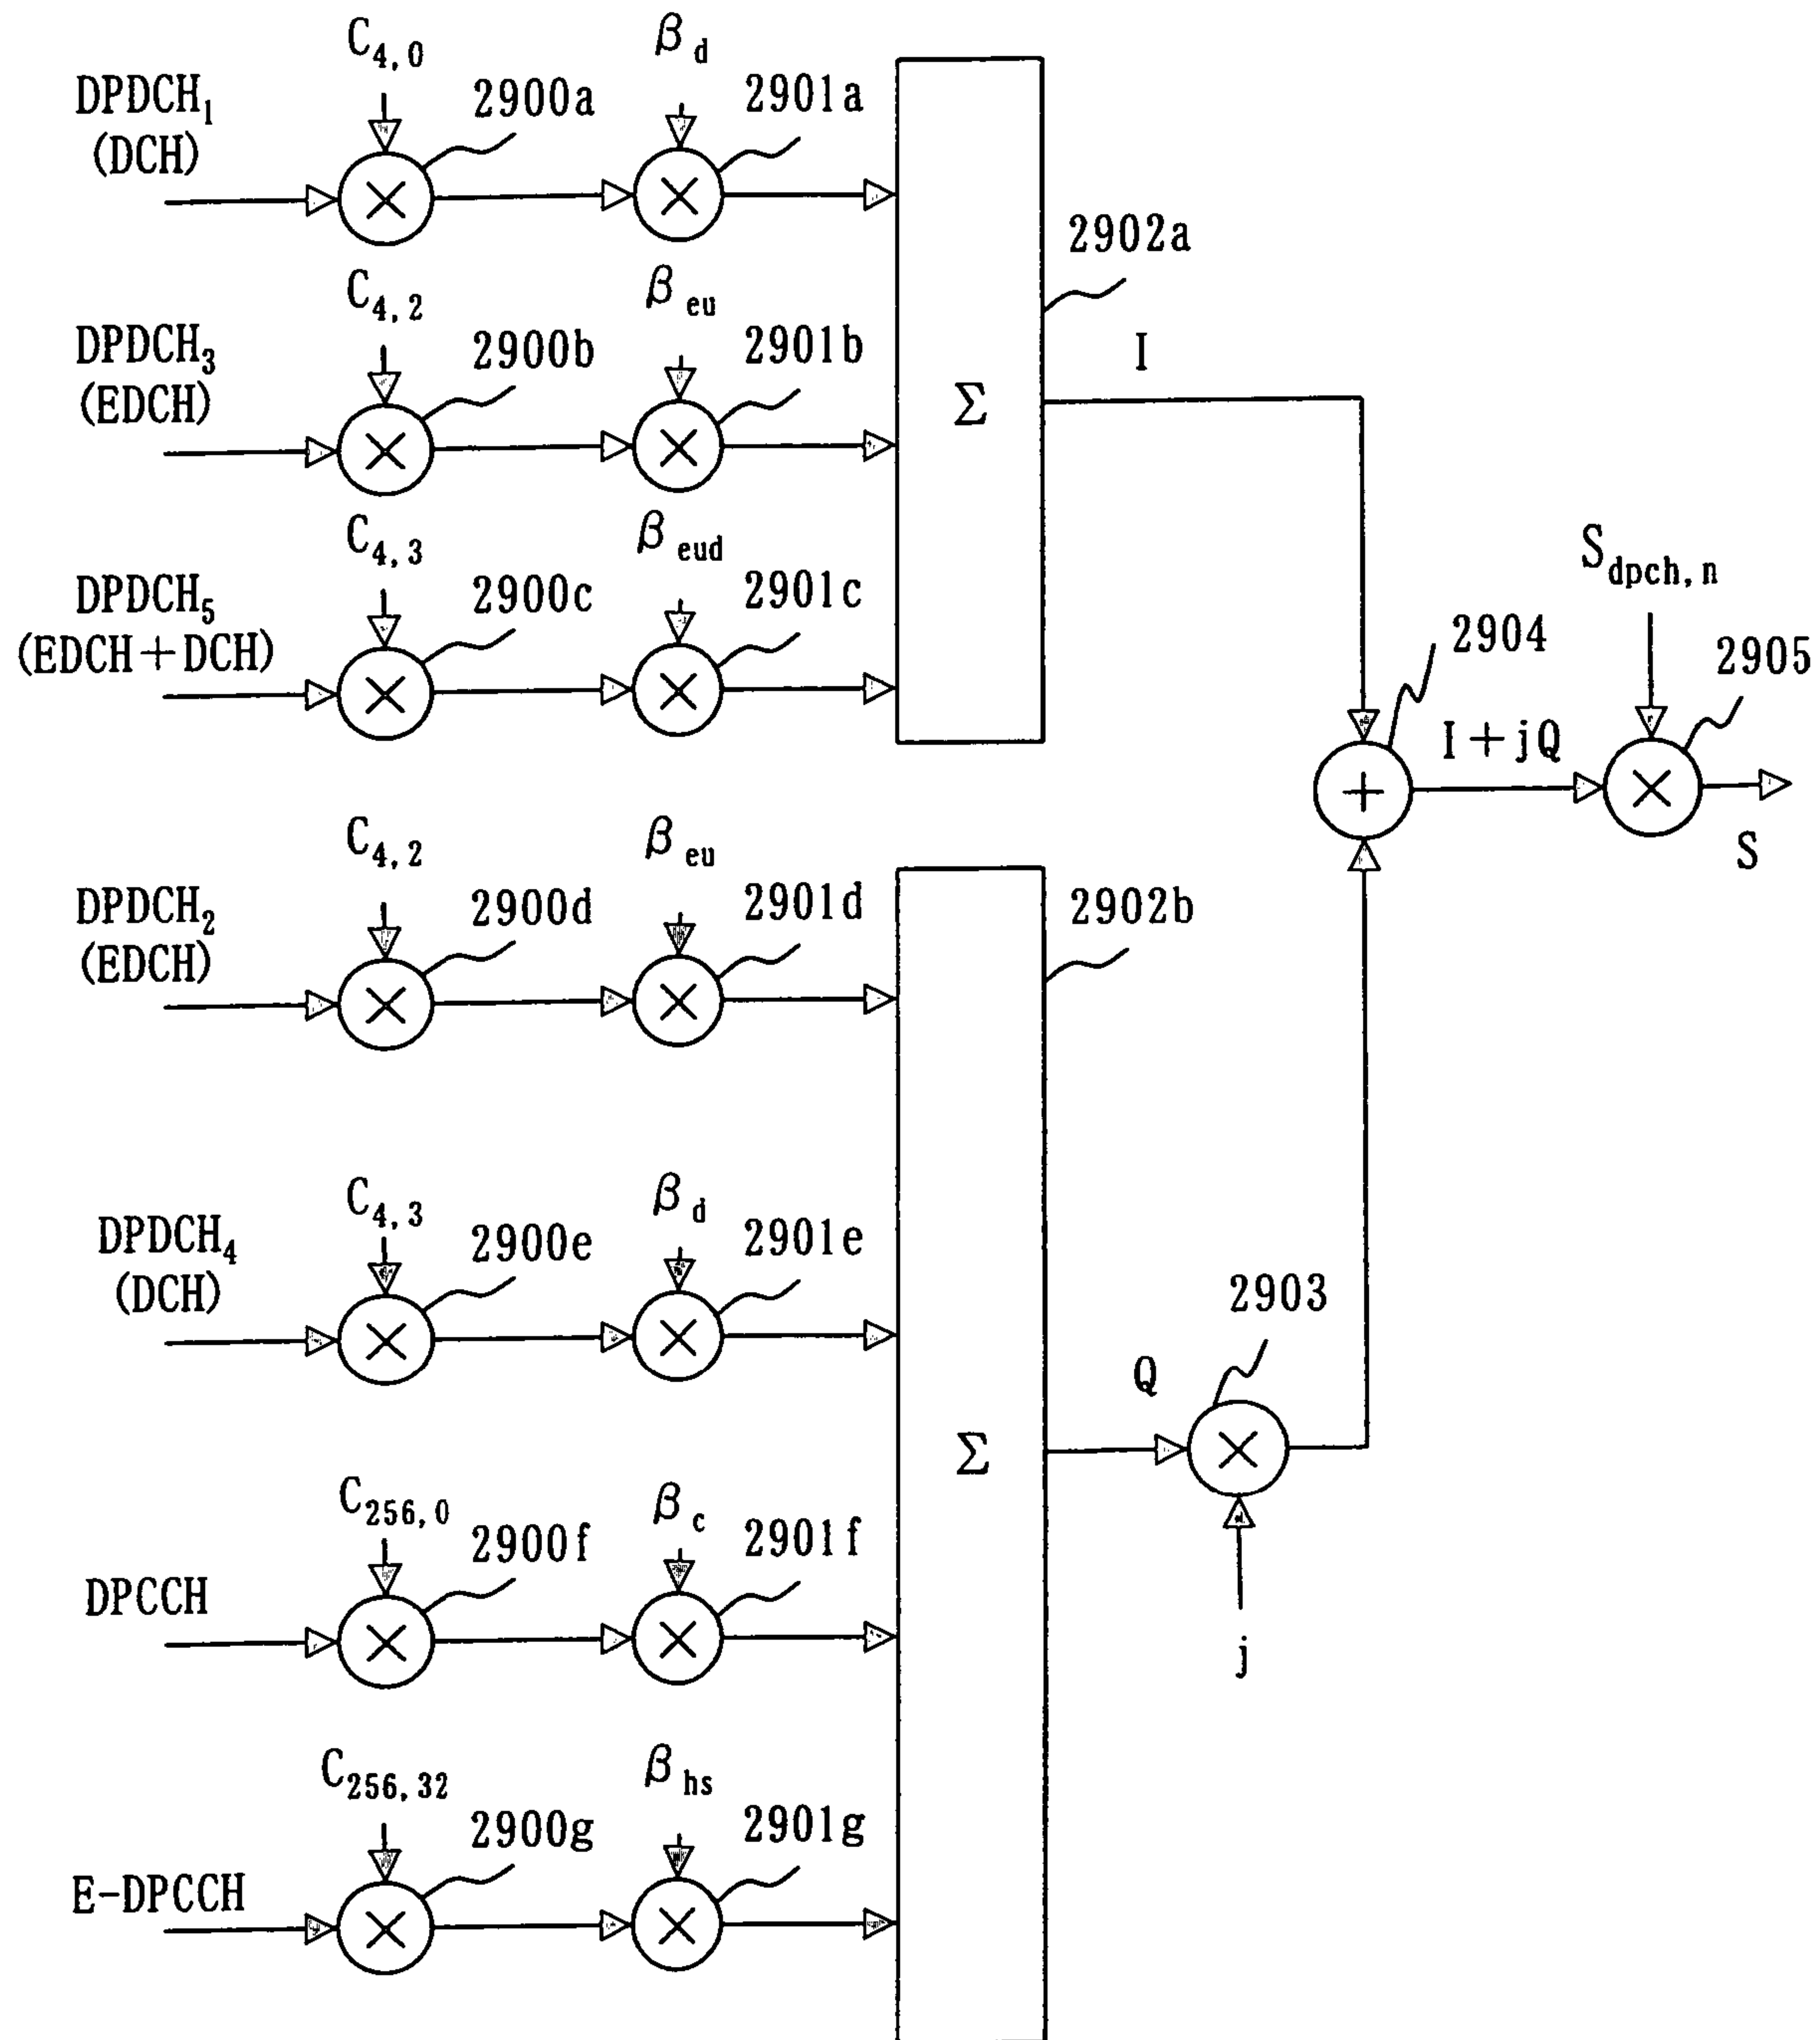 C4,0 βd
DPDCH1
(DCH)
2900a 2901a
× ×
2902a
C4,2 βeu
DPDCH3
(EDCH)
2900b 2901b
× ×
Σ
I
C4,3 βeud
DPDCH5
(EDCH+DCH)
2900c 2901c
× ×
Sdpch,n
2904
2905
+
I+jQ
×
S
C4,2 βeu
DPDCH2
(EDCH)
2900d 2901d
× ×
2902b
C4,3 βd
DPDCH4
(DCH)
2900e 2901e
× ×
2903
Q
×
Σ
j
C256,0 βc
DPCCH
2900f 2901f
× ×
C256,32 βhs
E-DPCCH
2900g 2901g
× ×